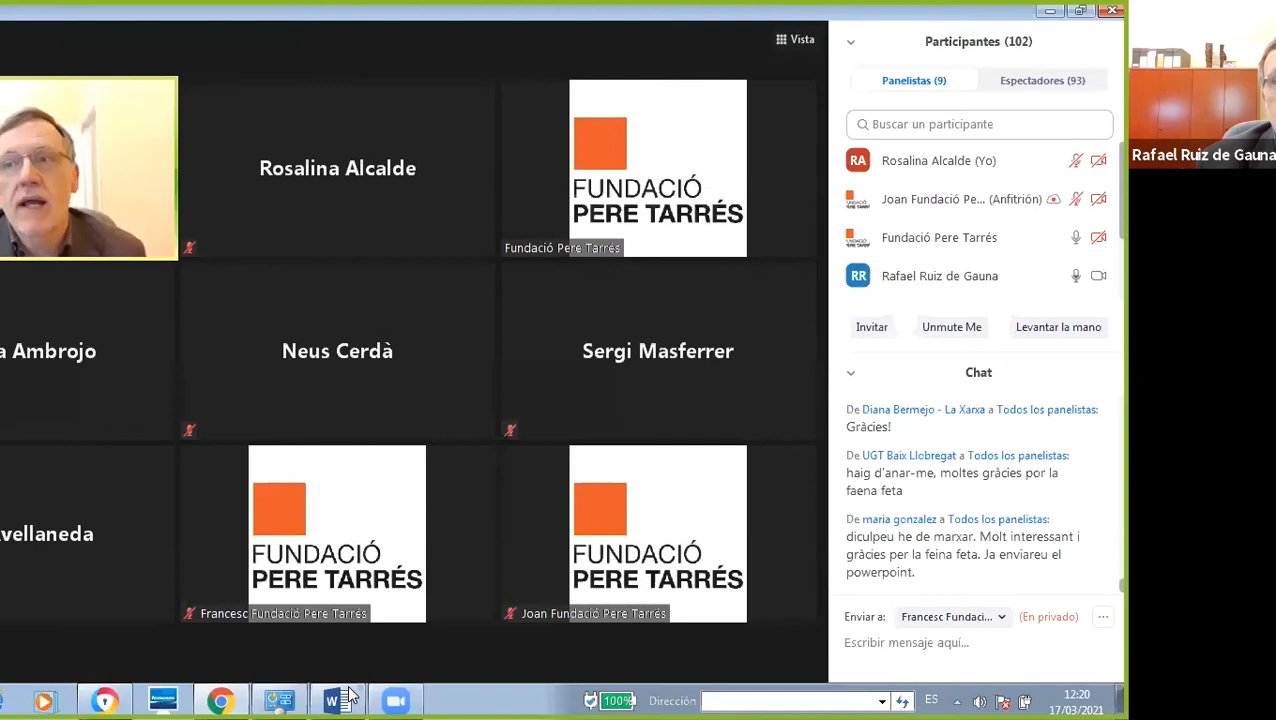 Vista
Rosalina Alcalde
FUNDACIÓ
PERE TARRÉS
Fundació Pere Tarrés
a Ambrojo
Neus Cerdà
Sergi Masferrer
vellaneda
FUNDACIÓ
PERE TARRÉS
Francesc Fundació Pere Tarrés
FUNDACIÓ
PERE TARRÉS
Joan Fundació Pere Tarrés
Participantes (102)
Panelistas (9)
Espectadores (93)
Buscar un participante
RA
Rosalina Alcalde (Yo)
Joan Fundació Pe... (Anfitrión)
Fundació Pere Tarrés
RR
Rafael Ruiz de Gauna
Invitar
Unmute Me
Levantar la mano
Chat
De Diana Bermejo - La Xarxa a Todos los panelistas:
Gràcies!
De UGT Baix Llobregat a Todos los panelistas:
haig d'anar-me, moltes gràcies por la
faena feta
De maria gonzalez a Todos los panelistas:
diculpeu he de marxar. Molt interessant i
gràcies per la feina feta. Ja enviareu el
powerpoint.
Enviar a:
Francesc Fundaci...
(En privado)
Escribir mensaje aquí...
Rafael Ruiz de Gauna
100%
Dirección
ES
12:20
17/03/2021